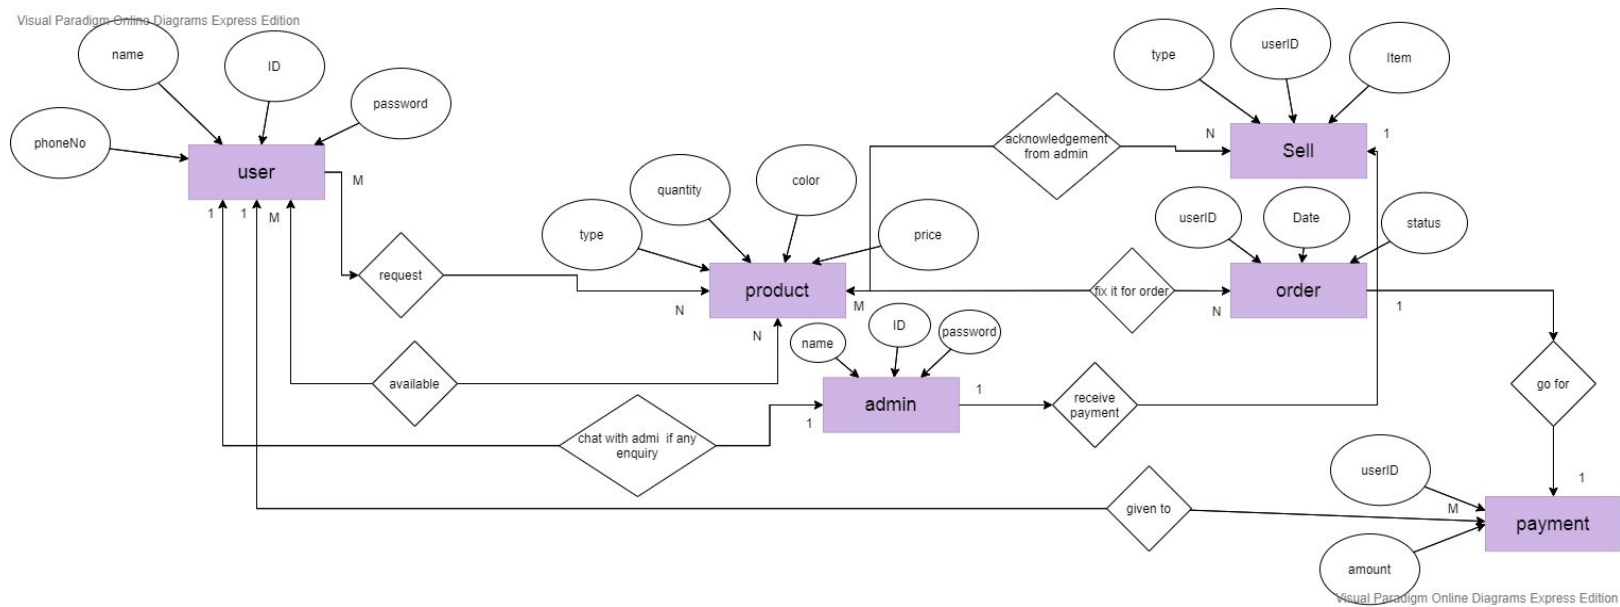 Visual Paradigm Online Diagrams Express Edition
name
ID
password
phoneNo
user
M
1
1
M
request
available
chat with admi if any
enquiry
type
quantity
color
price
product
N
N
M
name
ID
password
admin
1
1
receive
payment
acknowledgement
from admin
type
userID
Item
Sell
N
1
userID
Date
status
fix it for order
order
N
1
go for
1
given to
userID
M
payment
amount
Visual Paradigm Online Diagrams Express Edition